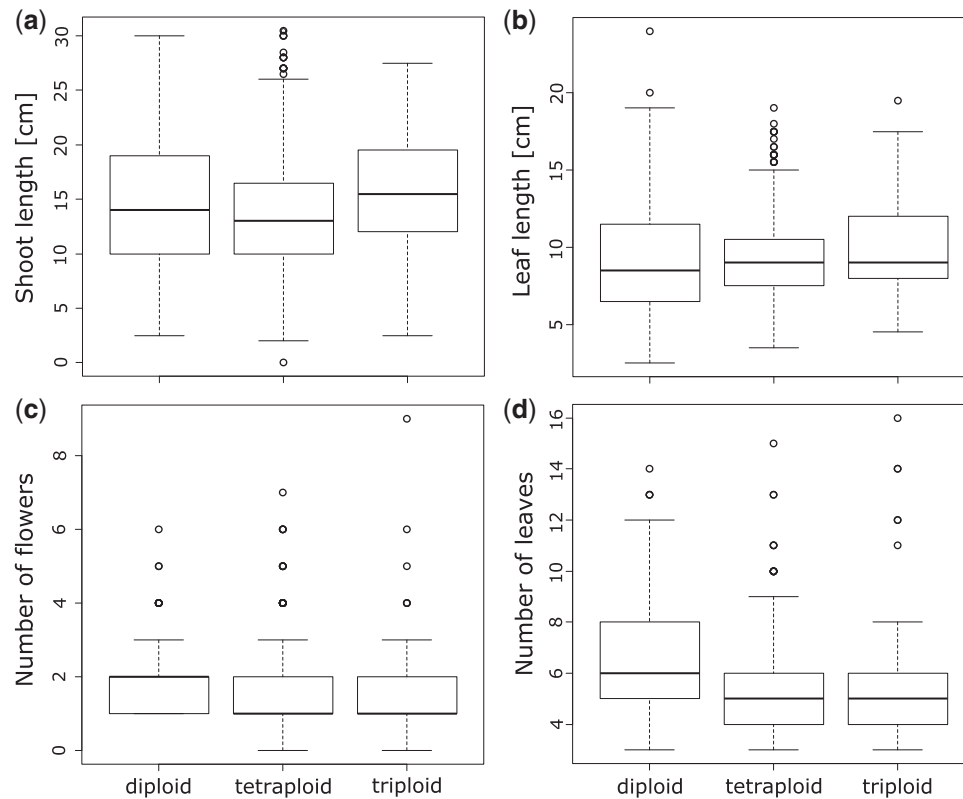 (a)
Shoot length [cm]
30
25
20
15
10
5
0
(b)
Leaf length [cm]
20
15
10
5
(c)
Number of flowers
8
6
4
2
0
diploid tetraploid triploid
(d)
Number of leaves
16
14
12
10
8
6
4
diploid tetraploid triploid